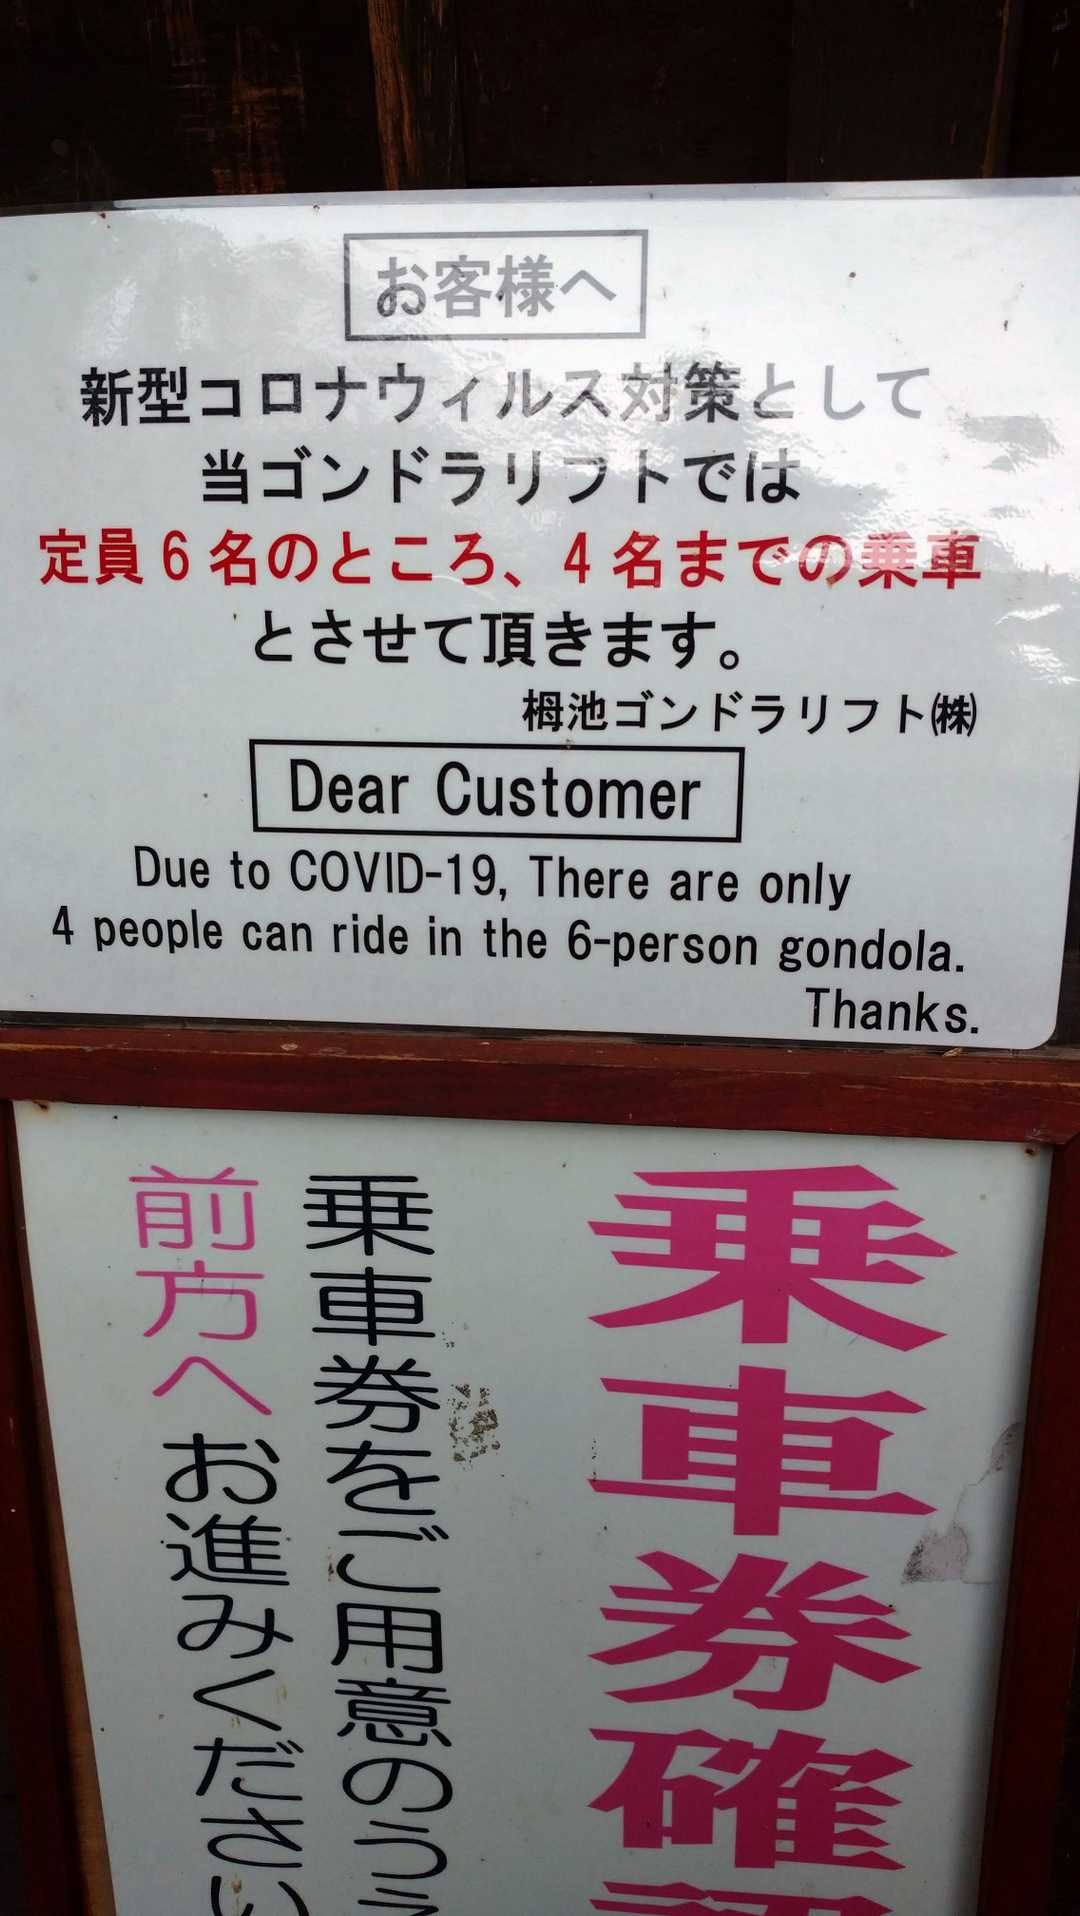 お客様へ
新型コロナウィルス対策として
当ゴンドラリフトでは
定員6名のところ、4名までの乗車
とさせて頂きます。
栂池ゴンドラリフト㈱
Dear Customer
Due to COVID-19, There are only
4 people can ride in the 6-person gondola.
Thanks.
乗車券確認
乗車券をご用意のうえ
前方へお進みください